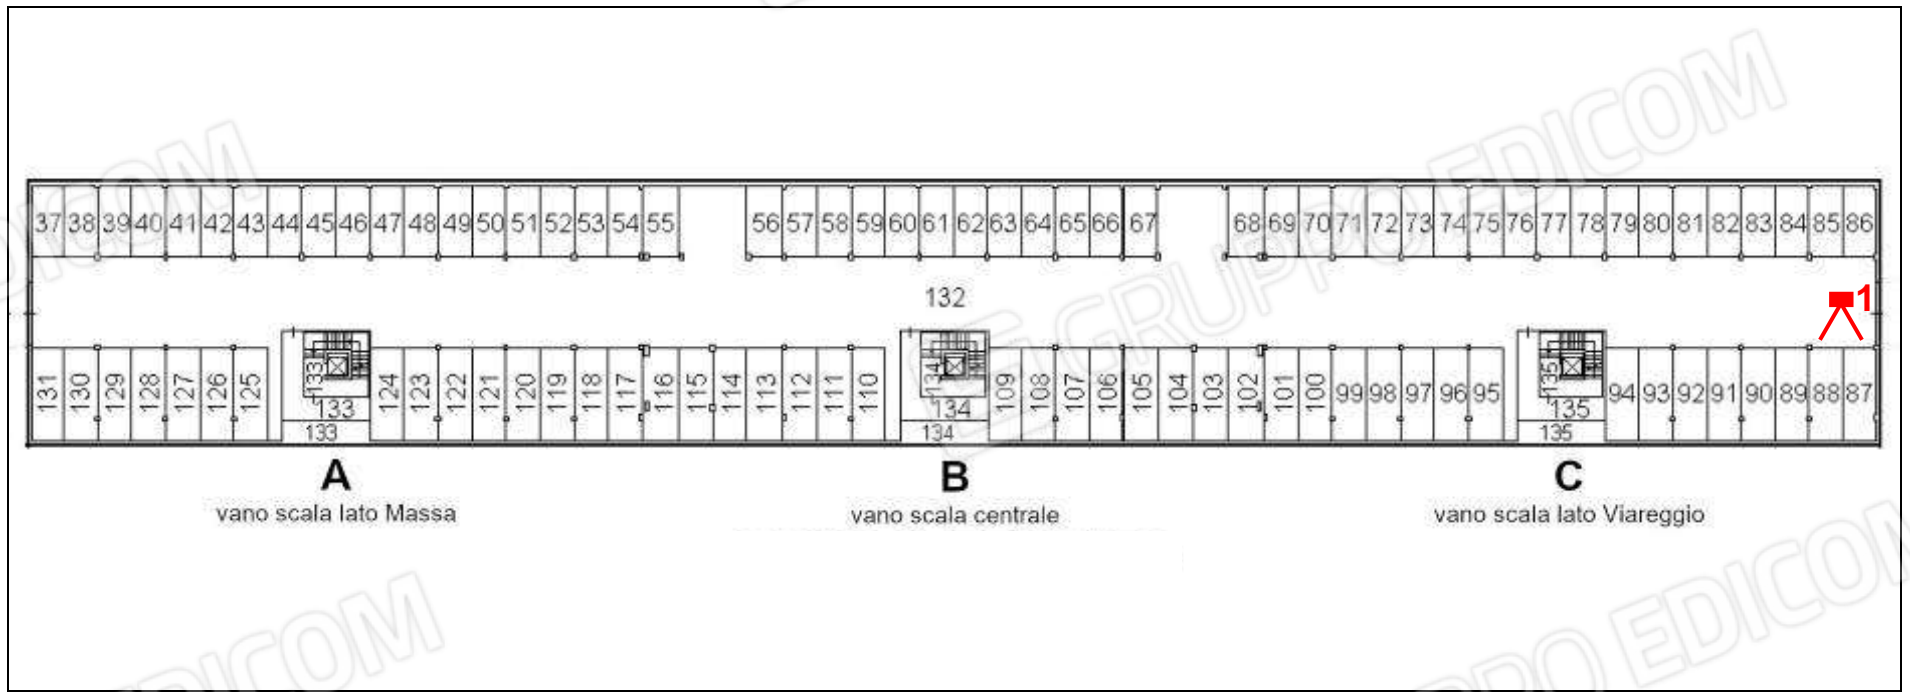 37 38 39 40 41 42 43 44 45 46 47 48 49 50 51 52 53 54 55 56 57 58 59 60 61 62 63 64 65 66 67 68 69 70 71 72 73 74 75 76 77 78 79 80 81 82 83 84 85 86
132
1
131 130 129 128 127 126 125 133 124 123 122 121 120 119 118 117 116 115 114 113 112 111 110 134 109 108 107 106 105 104 103 102 101 100 99 98 97 96 95 135 94 93 92 91 90 89 88 87
133 134 135
133 134 135
A B C
vano scala lato Massa vano scala centrale vano scala lato Viareggio
GRUPPO EDICOM
EDICOM
EDICOM
PPO EDICOM